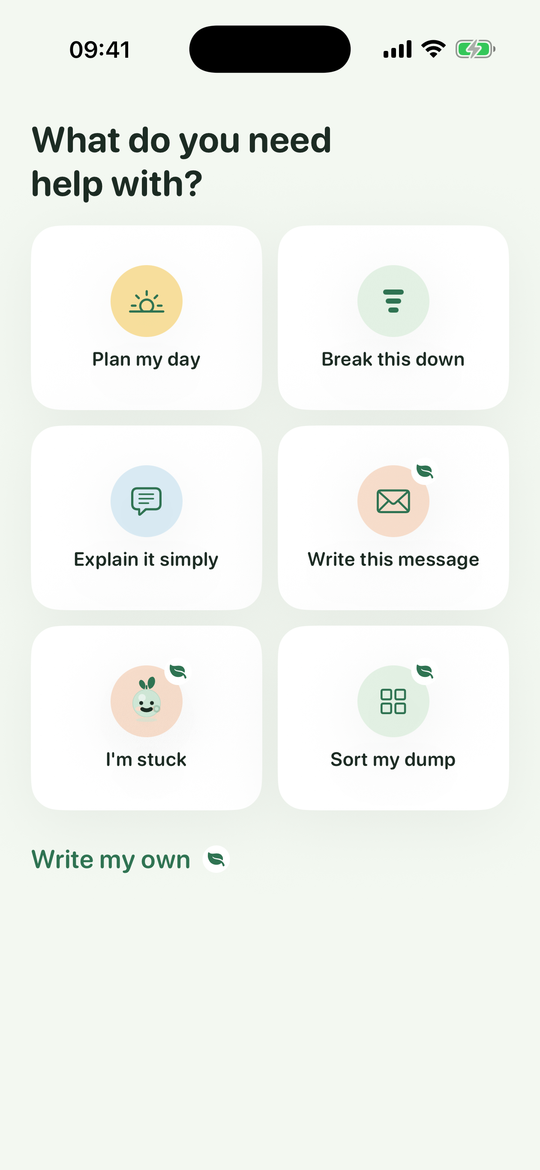 09:41
What do you need
help with?
Plan my day
Break this down
Explain it simply
Write this message
I'm stuck
Sort my dump
Write my own